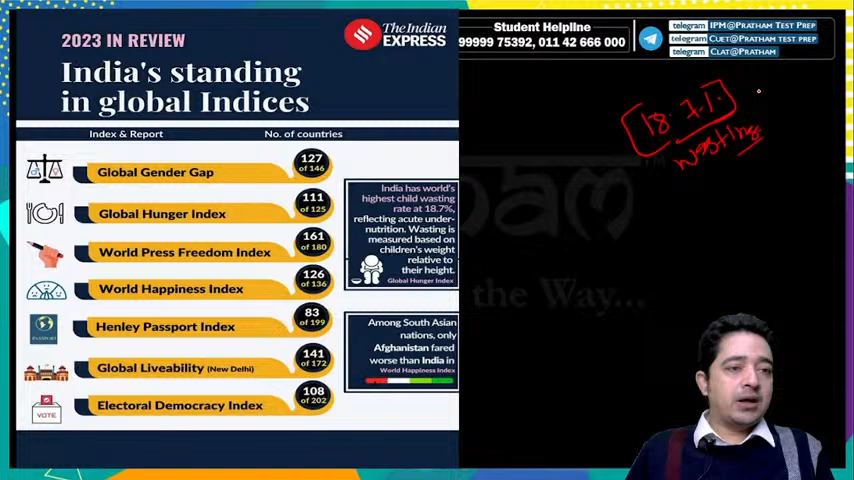 2023 IN REVIEW
India's standing
in global Indices
The Indian
EXPRESS
Student Helpline
99999 75392, 011 42 666 000
telegram IPM@PRATHAM TEST PREP
telegram CUET@PRATHAM TEST PREP
telegram CLAT@PRATHAM
Index & Report No. of countries
Global Gender Gap 127 of 146
Global Hunger Index 111 of 125
World Press Freedom Index 161 of 180
World Happiness Index 126 of 136
Henley Passport Index 83 of 199
Global Liveability (New Delhi) 141 of 172
Electoral Democracy Index 108 of 202
VOTE
India has world's
highest child wasting
rate at 18.7%,
reflecting acute under-
nutrition. Wasting is
measured based on
children's weight
relative to
their height.
Global Hunger Index
Among South Asian
nations, only
Afghanistan fared
worse than India in
World Happiness Index
18.7%.
wasting
TM
the Way...